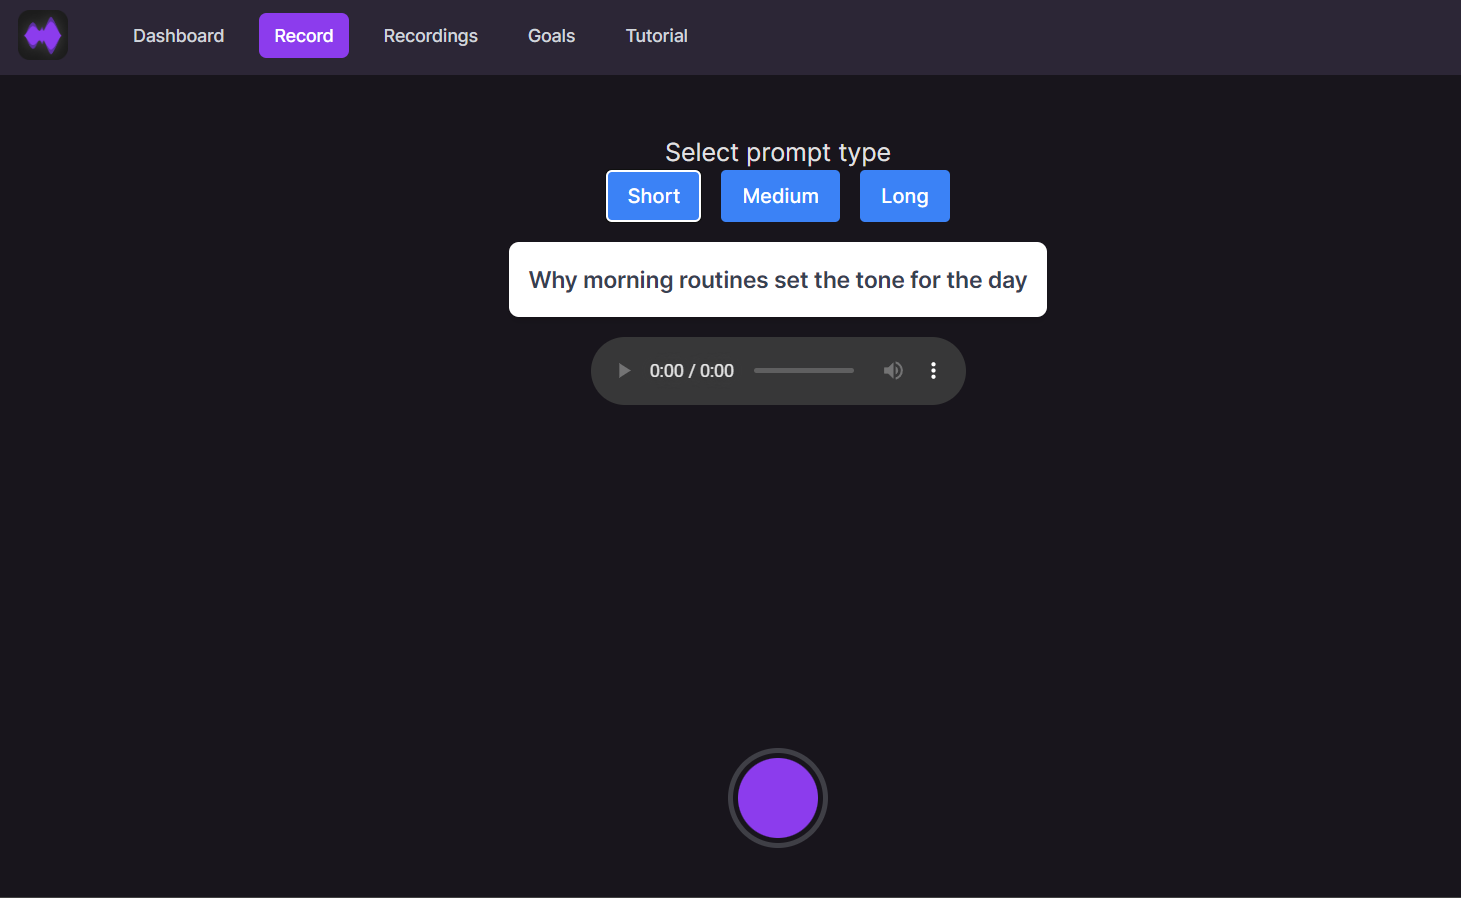 Dashboard Record Recordings Goals Tutorial
Select prompt type
Short Medium Long
Why morning routines set the tone for the day
0:00 / 0:00